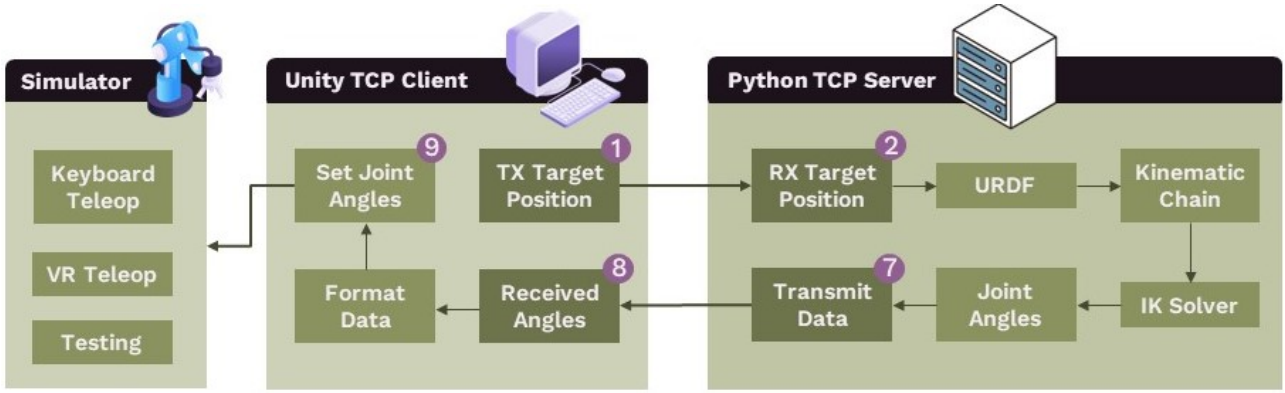 Simulator
Keyboard
Teleop
VR Teleop
Testing
Unity TCP Client
9
Set Joint
Angles
1
TX Target
Position
Format
Data
8
Received
Angles
Python TCP Server
2
RX Target
Position
URDF
Kinematic
Chain
7
Transmit
Data
Joint
Angles
IK Solver